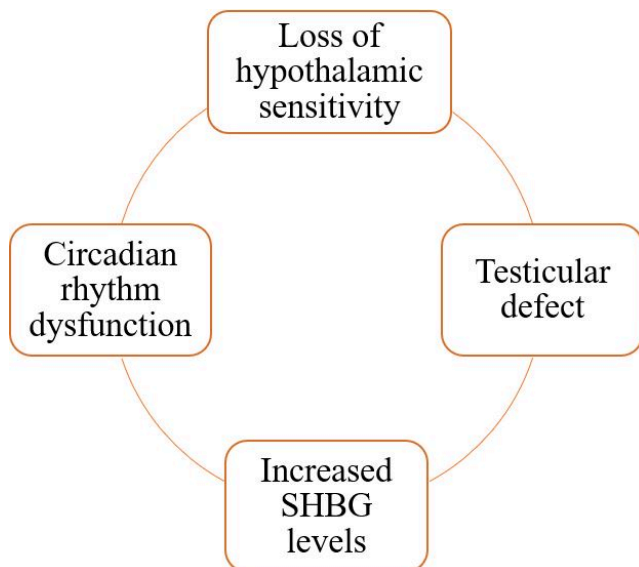 Loss of
hypothalamic
sensitivity
Circadian
rhythm
dysfunction
Testicular
defect
Increased
SHBG
levels